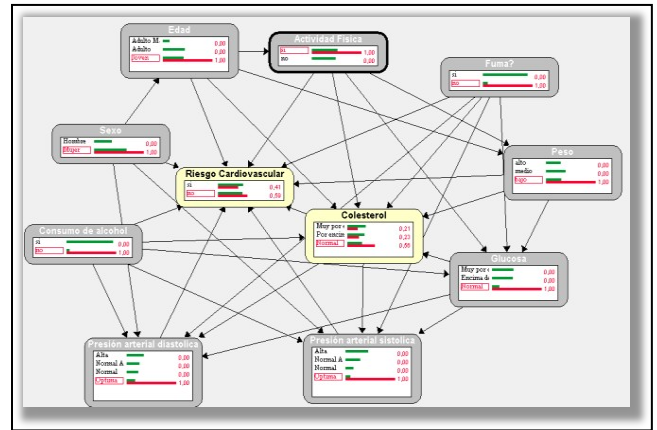 Edad
Adulto M.
0,00
Adulto
0,00
Joven
1,00
Actividad Física
si
1,00
no
0,00
Fuma?
si
0,00
no
1,00
Sexo
Hombre
0,00
Mujer
1,00
Peso
alto
0,00
medio
0,00
bajo
1,00
Riesgo Cardiovascular
si
0,41
no
0,59
Colesterol
Muy por e
0,21
Por encim
0,23
Normal
Consumo de alcohol
si
0,00
no
1,00
Glucosa
Muy por e
0,00
Encima de
0,00
Normal
1,00
Presión arterial diastolica
Alta
0,00
Normal A
0,00
Normal
0,00
Optima
1,00
Presión arterial sistolica
Alta
0,00
Normal A
0,00
Normal
0,00
Optima
1,00